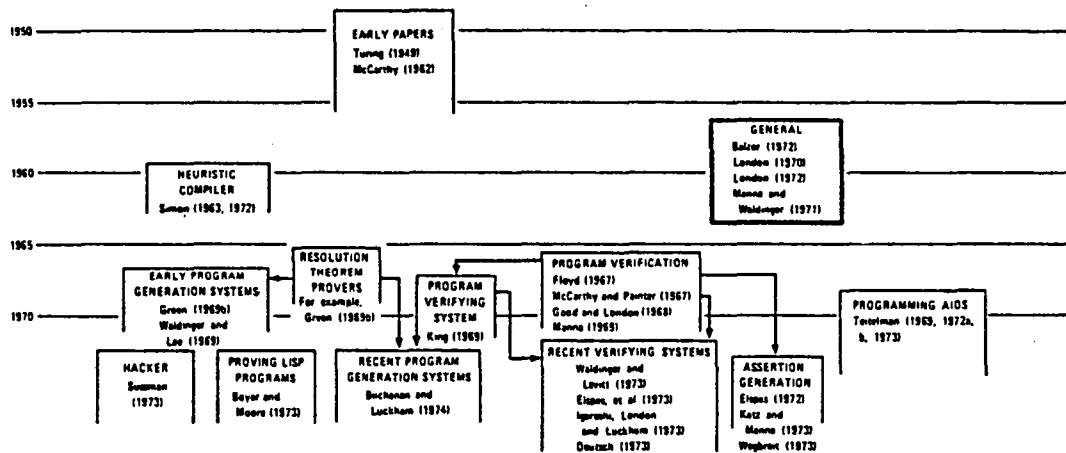 1950
EARLY PAPERS
Turing (1949)
McCarthy (1962)
1955
GENERAL
Balzer (1972)
London (1970)
London (1972)
Manna and
Waldinger (1971)
1960
HEURISTIC
COMPILER
Simon (1963, 1972)
1965
RESOLUTION
THEOREM
PROVERS
For example,
Green (1969b)
EARLY PROGRAM
GENERATION SYSTEMS
Green (1969b)
Waldinger and
Lee (1969)
PROGRAM
VERIFYING
SYSTEM
King (1969)
PROGRAM VERIFICATION
Floyd (1967)
McCarthy and Painter (1967)
Good and London (1968)
Manna (1969)
PROGRAMMING AIDS
Teitelman (1969, 1972a,
b, 1973)
1970
HACKER
Sussman
(1973)
PROVING LISP
PROGRAMS
Boyer and
Moore (1973)
RECENT PROGRAM
GENERATION SYSTEMS
Buchanan and
Luckham (1974)
RECENT VERIFYING SYSTEMS
Waldinger and
Levitt (1973)
Elspas, et al (1973)
Igarashi, London
and Luckham (1973)
Deutsch (1973)
ASSERTION
GENERATION
Elspas (1972)
Katz and
Manna (1973)
Wegbreit (1973)